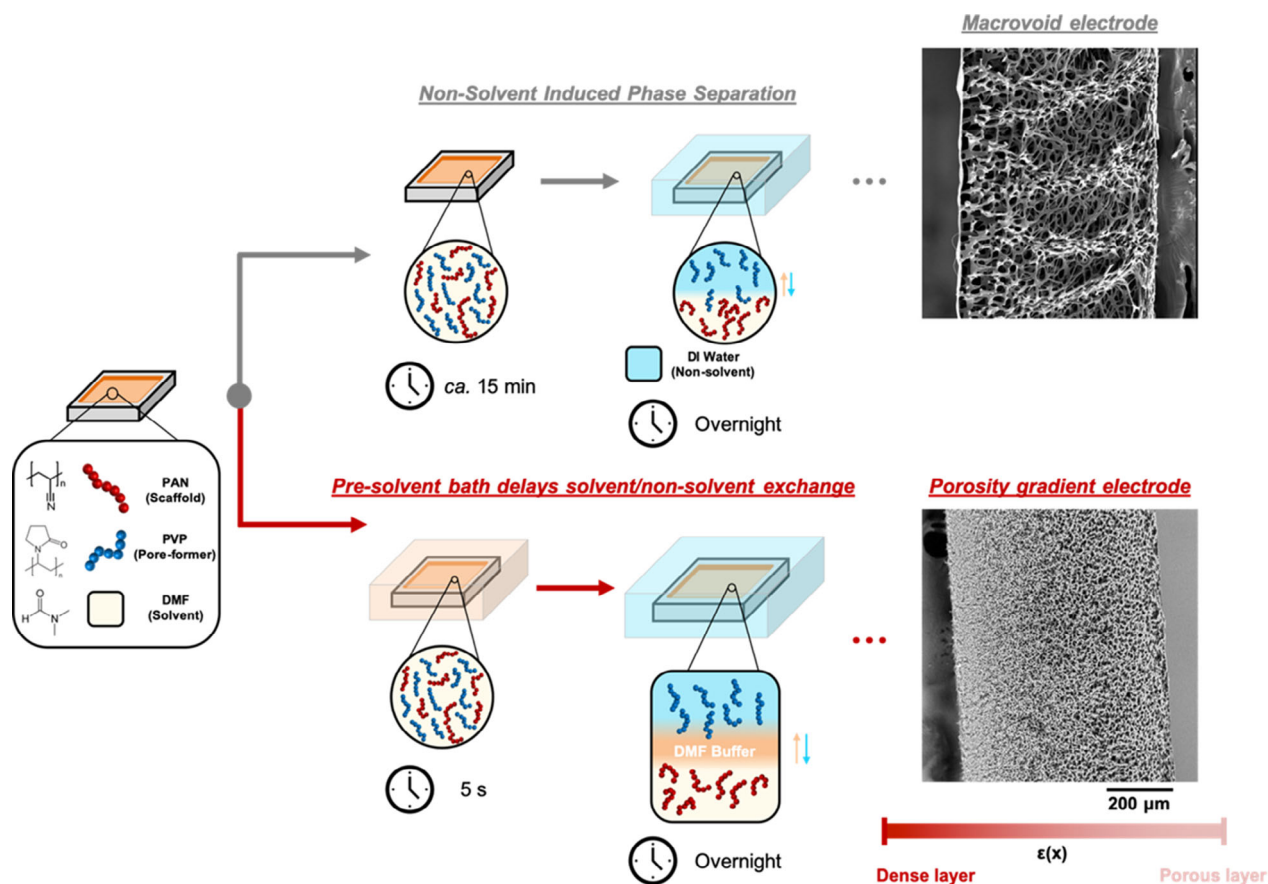 Macrovoid electrode
Non-Solvent Induced Phase Separation
ca. 15 min
DI Water
(Non-solvent)
Overnight
n
N
PAN
(Scaffold)
N
O
n
PVP
(Pore-former)
O
H
N
DMF
(Solvent)
Pre-solvent bath delays solvent/non-solvent exchange
Porosity gradient electrode
DMF Buffer
5 s
Overnight
200 µm
ε(x)
Dense layer
Porous layer